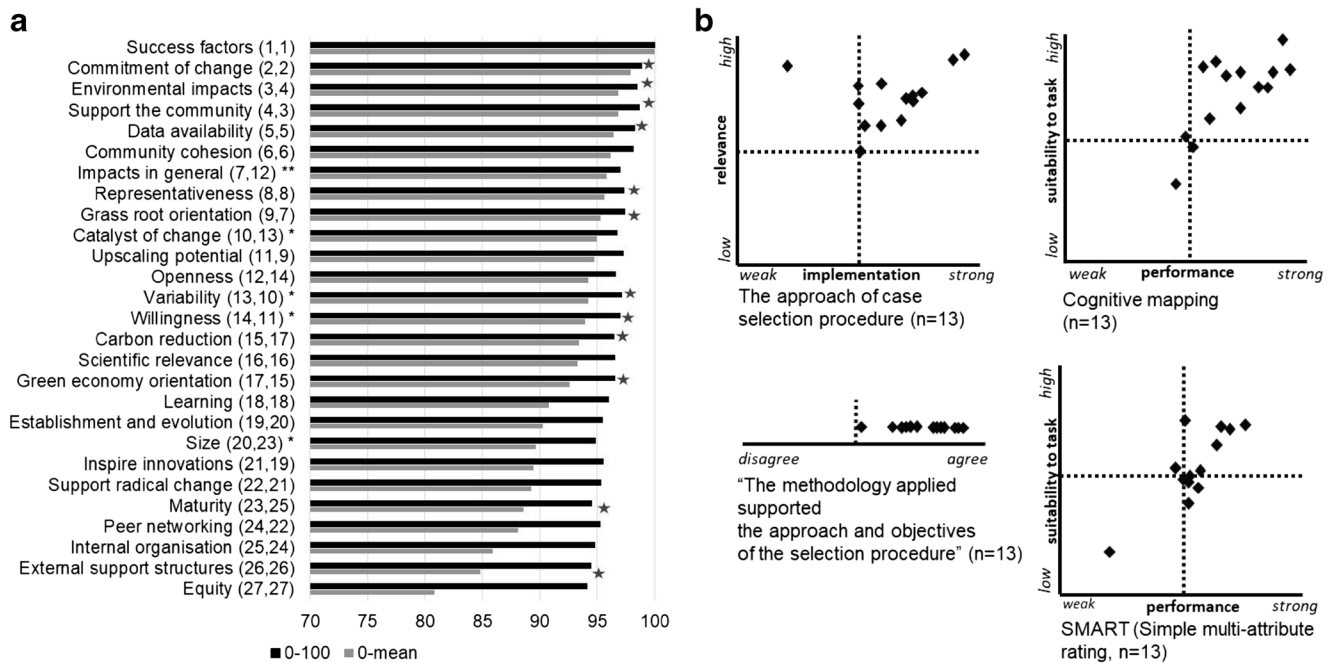 a
Success factors (1,1)
Commitment of change (2,2)
Environmental impacts (3,4)
Support the community (4,3)
Data availability (5,5)
Community cohesion (6,6)
Impacts in general (7,12) **
Representativeness (8,8)
Grass root orientation (9,7)
Catalyst of change (10,13) *
Upscaling potential (11,9)
Openness (12,14)
Variability (13,10) *
Willingness (14,11) *
Carbon reduction (15,17)
Scientific relevance (16,16)
Green economy orientation (17,15)
Learning (18,18)
Establishment and evolution (19,20)
Size (20,23) *
Inspire innovations (21,19)
Support radical change (22,21)
Maturity (23,25)
Peer networking (24,22)
Internal organisation (25,24)
External support structures (26,26)
Equity (27,27)
70 75 80 85 90 95 100
0-100 0-mean
b
high
relevance
low
weak implementation strong
The approach of case
selection procedure (n=13)
high
suitability to task
low
weak performance strong
Cognitive mapping
(n=13)
disagree agree
“The methodology applied
supported
the approach and objectives
of the selection procedure” (n=13)
high
suitability to task
low
weak performance strong
SMART (Simple multi-attribute
rating, n=13)